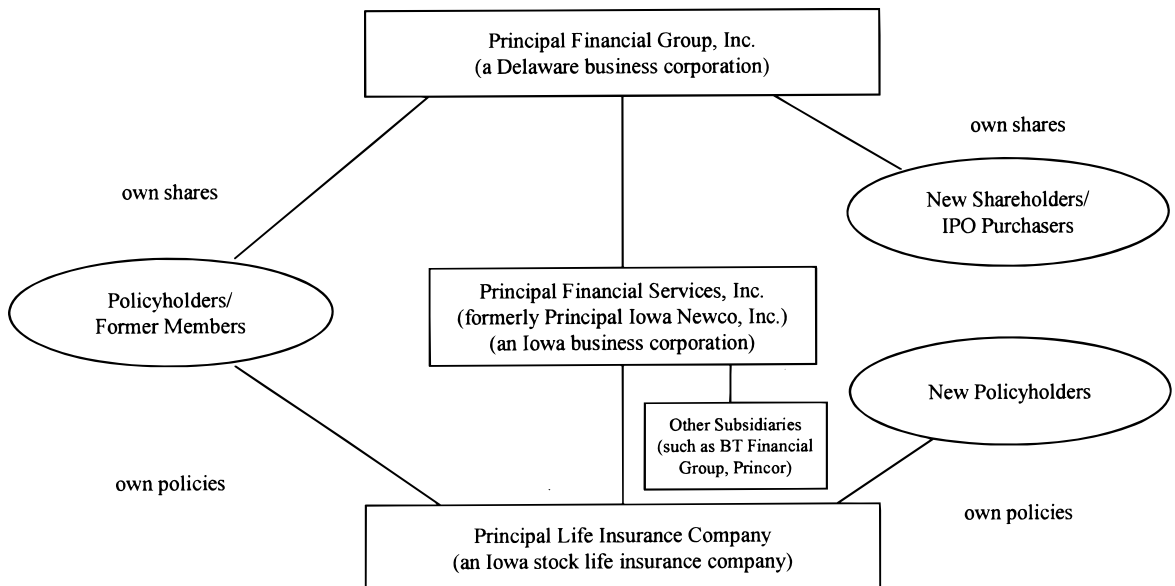 Principal Financial Group, Inc.
(a Delaware business corporation)
own shares
own shares
New Shareholders/
IPO Purchasers
Policyholders/
Former Members
Principal Financial Services, Inc.
(formerly Principal Iowa Newco, Inc.)
(an Iowa business corporation)
New Policyholders
Other Subsidiaries
(such as BT Financial
Group, Princor)
own policies
own policies
Principal Life Insurance Company
(an Iowa stock life insurance company)